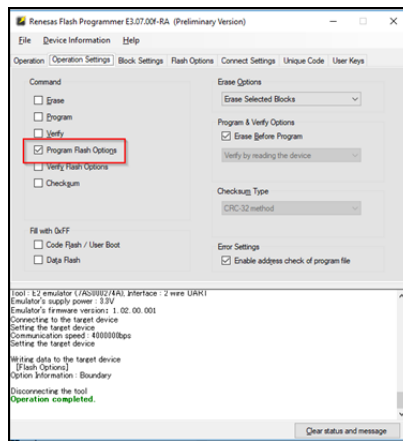 Renesas Flash Programmer E3.07.00f-RA (Preliminary Version)
File Device Information Help
Operation Operation Settings Block Settings Flash Options Connect Settings Unique Code User Keys
Command
Erase
Program
Verify
Program Flash Options
Verify Flash Options
Checksum
Fill with 0xFF
Code Flash / User Boot
Data Flash
Erase Options
Erase Selected Blocks
Program & Verify Options
Erase Before Program
Verify by reading the device
Checksum Type
CRC-32 method
Error Settings
Enable address check of program file
Tool : E2 emulator (7AS000274A), Interface : 2 wire UART
Emulator's supply power : 3.3V
Emulator's firmware version: 1.02.00.001
Connecting to the target device
Setting the target device
Communication speed : 4000000bps
Setting the target device
Writing data to the target device
[Flash Options]
Option Information : Boundary
Disconnecting the tool
Operation completed.
Clear status and message